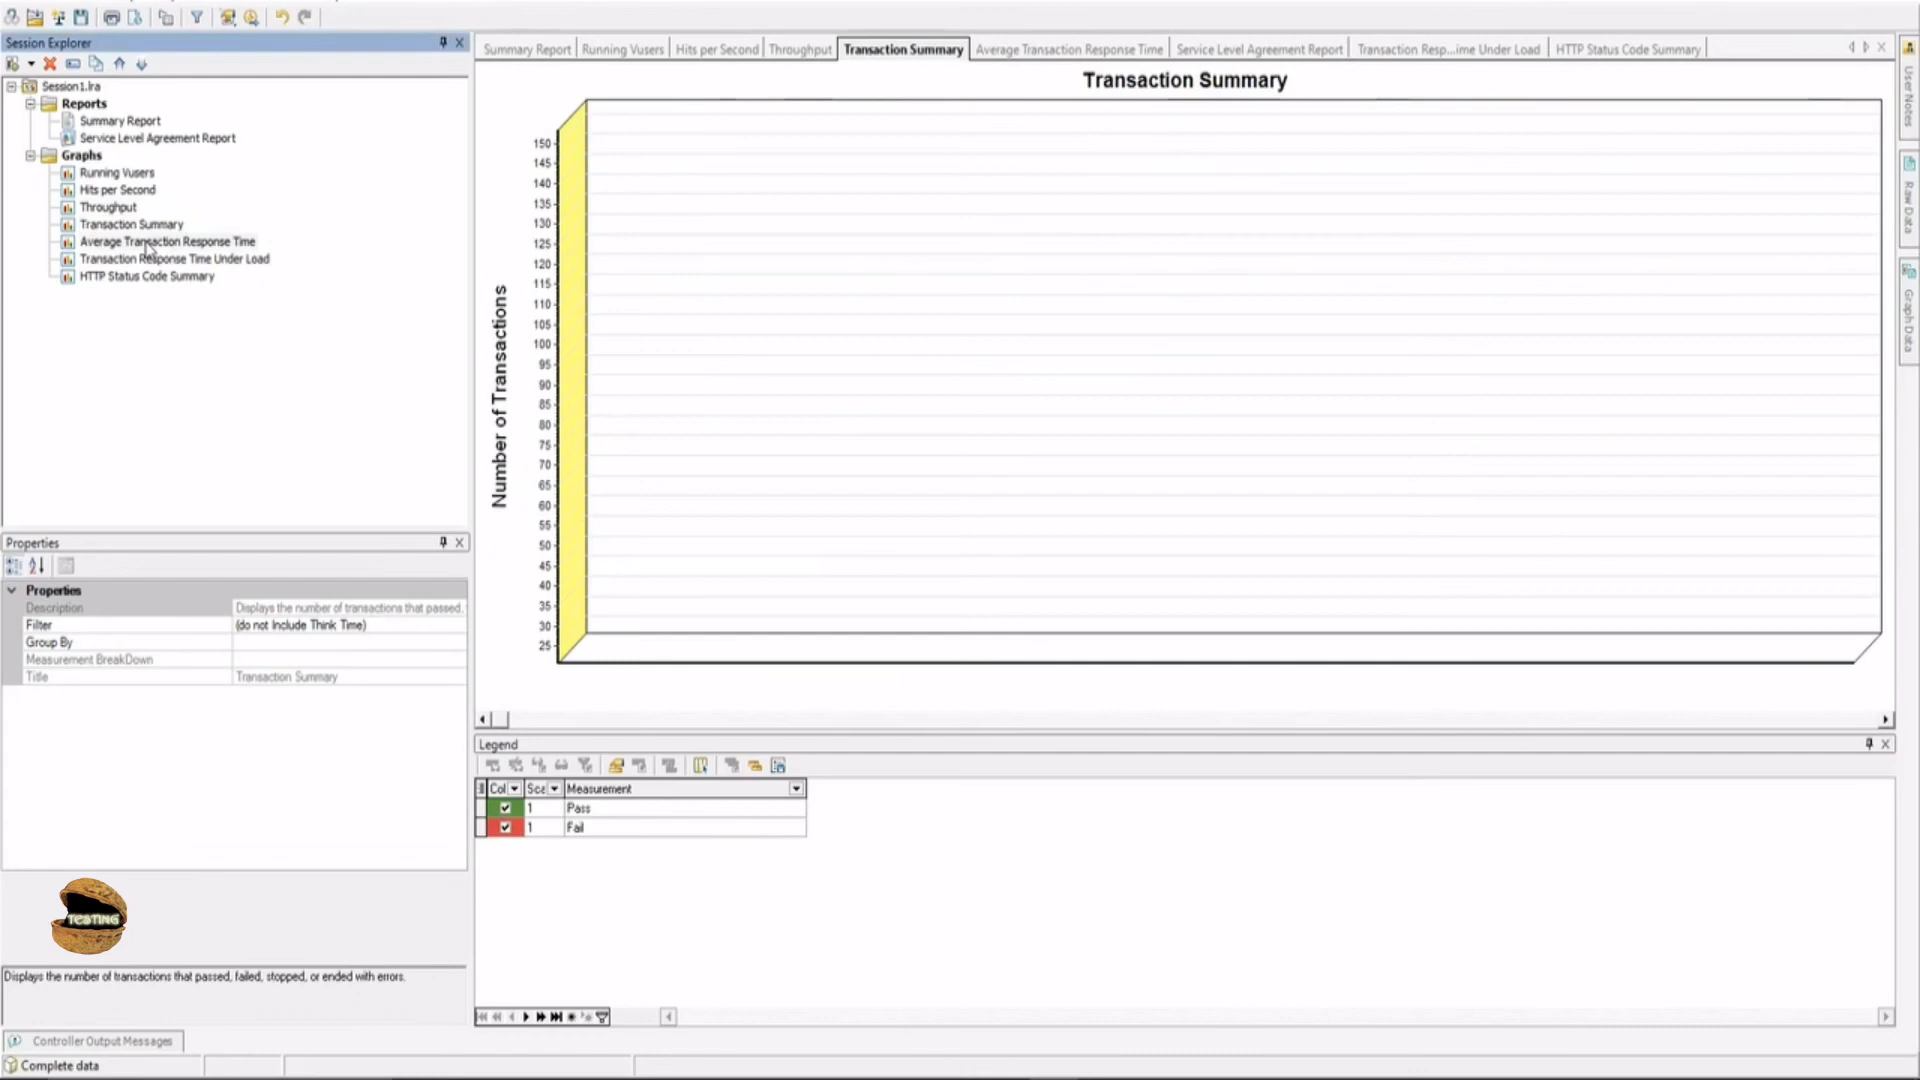 Session Explorer
Summary Report Running Vusers Hits per Second Throughput Transaction Summary Average Transaction Response Time Service Level Agreement Report Transaction Resp...ime Under Load HTTP Status Code Summary
Session1.lra
Reports
Summary Report
Service Level Agreement Report
Graphs
Running Vusers
Hits per Second
Throughput
Transaction Summary
Average Transaction Response Time
Transaction Response Time Under Load
HTTP Status Code Summary
Transaction Summary
Number of Transactions
150
145
140
135
130
125
120
115
110
105
100
95
90
85
80
75
70
65
60
55
50
45
40
35
30
25
User Notes
Raw Data
Graph Data
Properties
Properties
Description Displays the number of transactions that passed,
Filter (do not Include Think Time)
Group By
Measurement BreakDown
Title Transaction Summary
Legend
Col Sca Measurement
1 Pass
1 Fail
TESTING
Displays the number of transactions that passed, failed, stopped, or ended with errors.
Controller Output Messages
Complete data